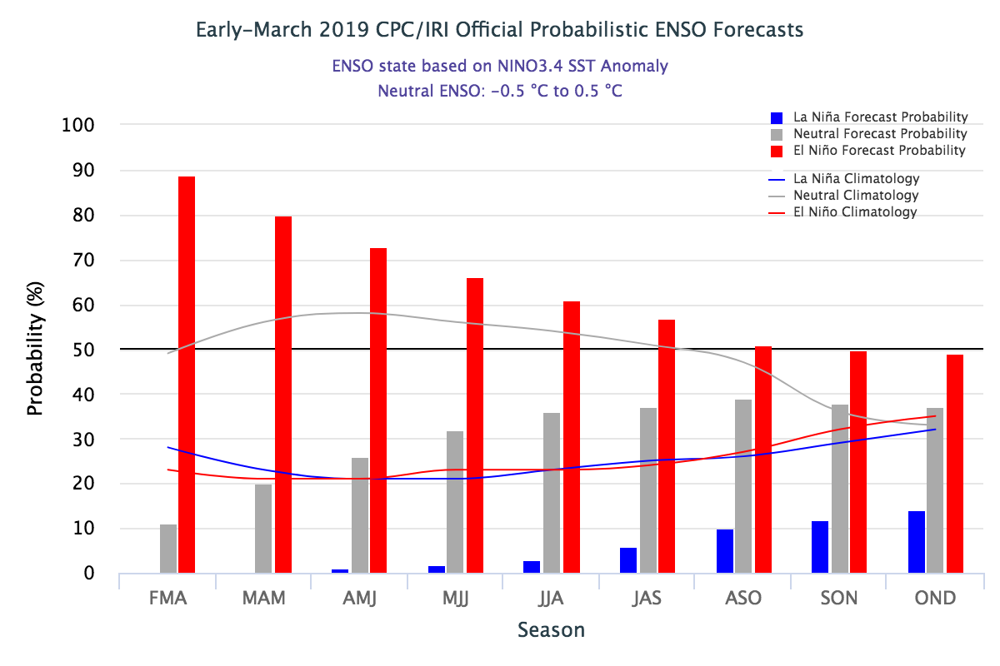 Early-March 2019 CPC/IRI Official Probabilistic ENSO Forecasts
ENSO state based on NINO3.4 SST Anomaly
Neutral ENSO: -0.5 °C to 0.5 °C
La Niña Forecast Probability
Neutral Forecast Probability
El Niño Forecast Probability
La Niña Climatology
Neutral Climatology
El Niño Climatology
Probability (%)
100
90
80
70
60
50
40
30
20
10
0
FMA MAM AMJ MJJ JJA JAS ASO SON OND
Season